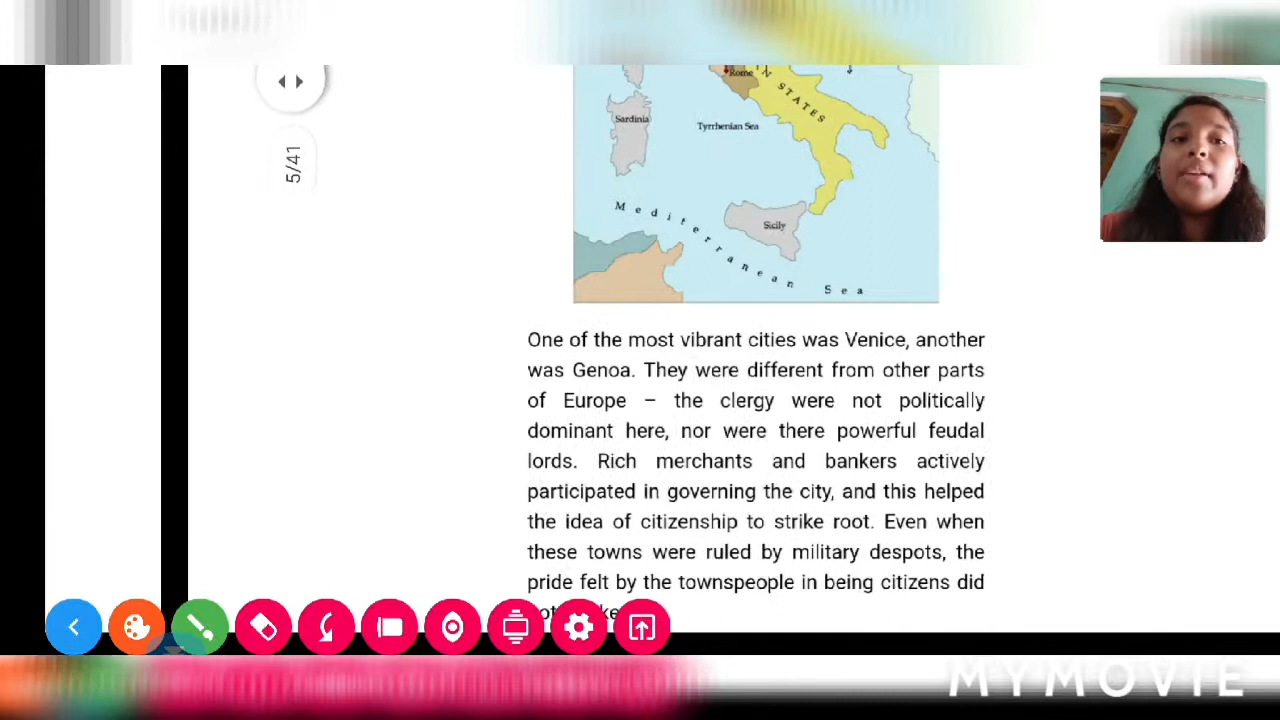 5/41
Rome
N STATES
Sardinia
Tyrrhenian Sea
Sicily
Mediterranean Sea
One of the most vibrant cities was Venice, another
was Genoa. They were different from other parts
of Europe – the clergy were not politically
dominant here, nor were there powerful feudal
lords. Rich merchants and bankers actively
participated in governing the city, and this helped
the idea of citizenship to strike root. Even when
these towns were ruled by military despots, the
pride felt by the townspeople in being citizens did
MYMOVIE